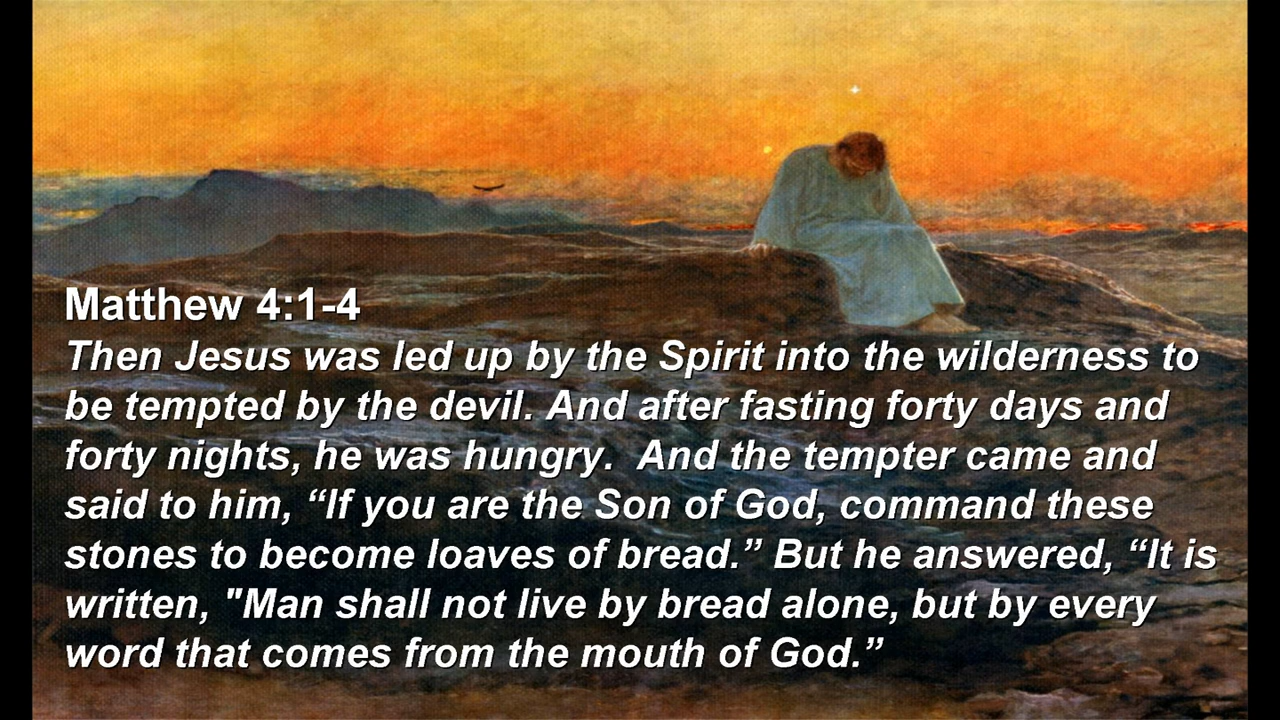 Matthew 4:1-4
Then Jesus was led up by the Spirit into the wilderness to
be tempted by the devil. And after fasting forty days and
forty nights, he was hungry.  And the tempter came and
said to him, “If you are the Son of God, command these
stones to become loaves of bread.” But he answered, “It is
written, "Man shall not live by bread alone, but by every
word that comes from the mouth of God.”